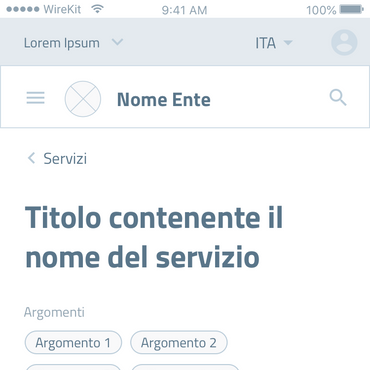 WireKit 9:41 AM 100%
Lorem Ipsum ITA
Nome Ente
Servizi
Titolo contenente il
nome del servizio
Argomenti
Argomento 1 Argomento 2